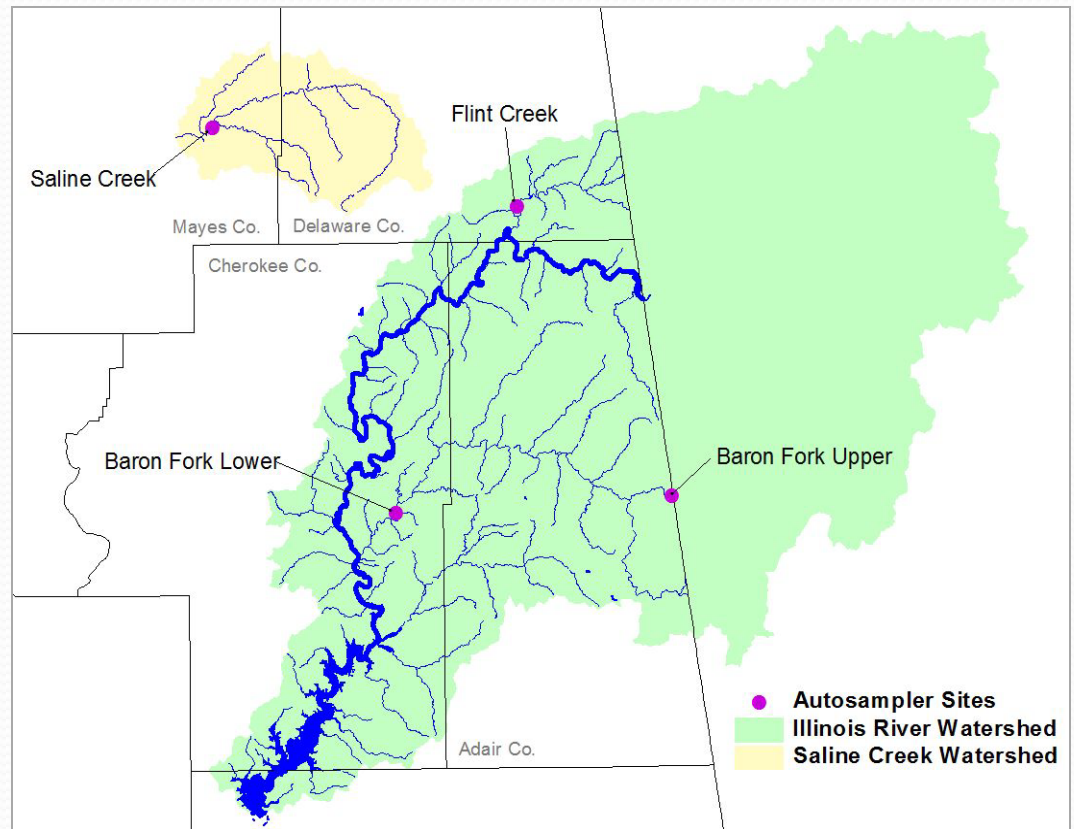 Flint Creek
Saline Creek
Mayes Co.
Delaware Co.
Cherokee Co.
Baron Fork Lower
Baron Fork Upper
Adair Co.
Autosampler Sites
Illinois River Watershed
Saline Creek Watershed